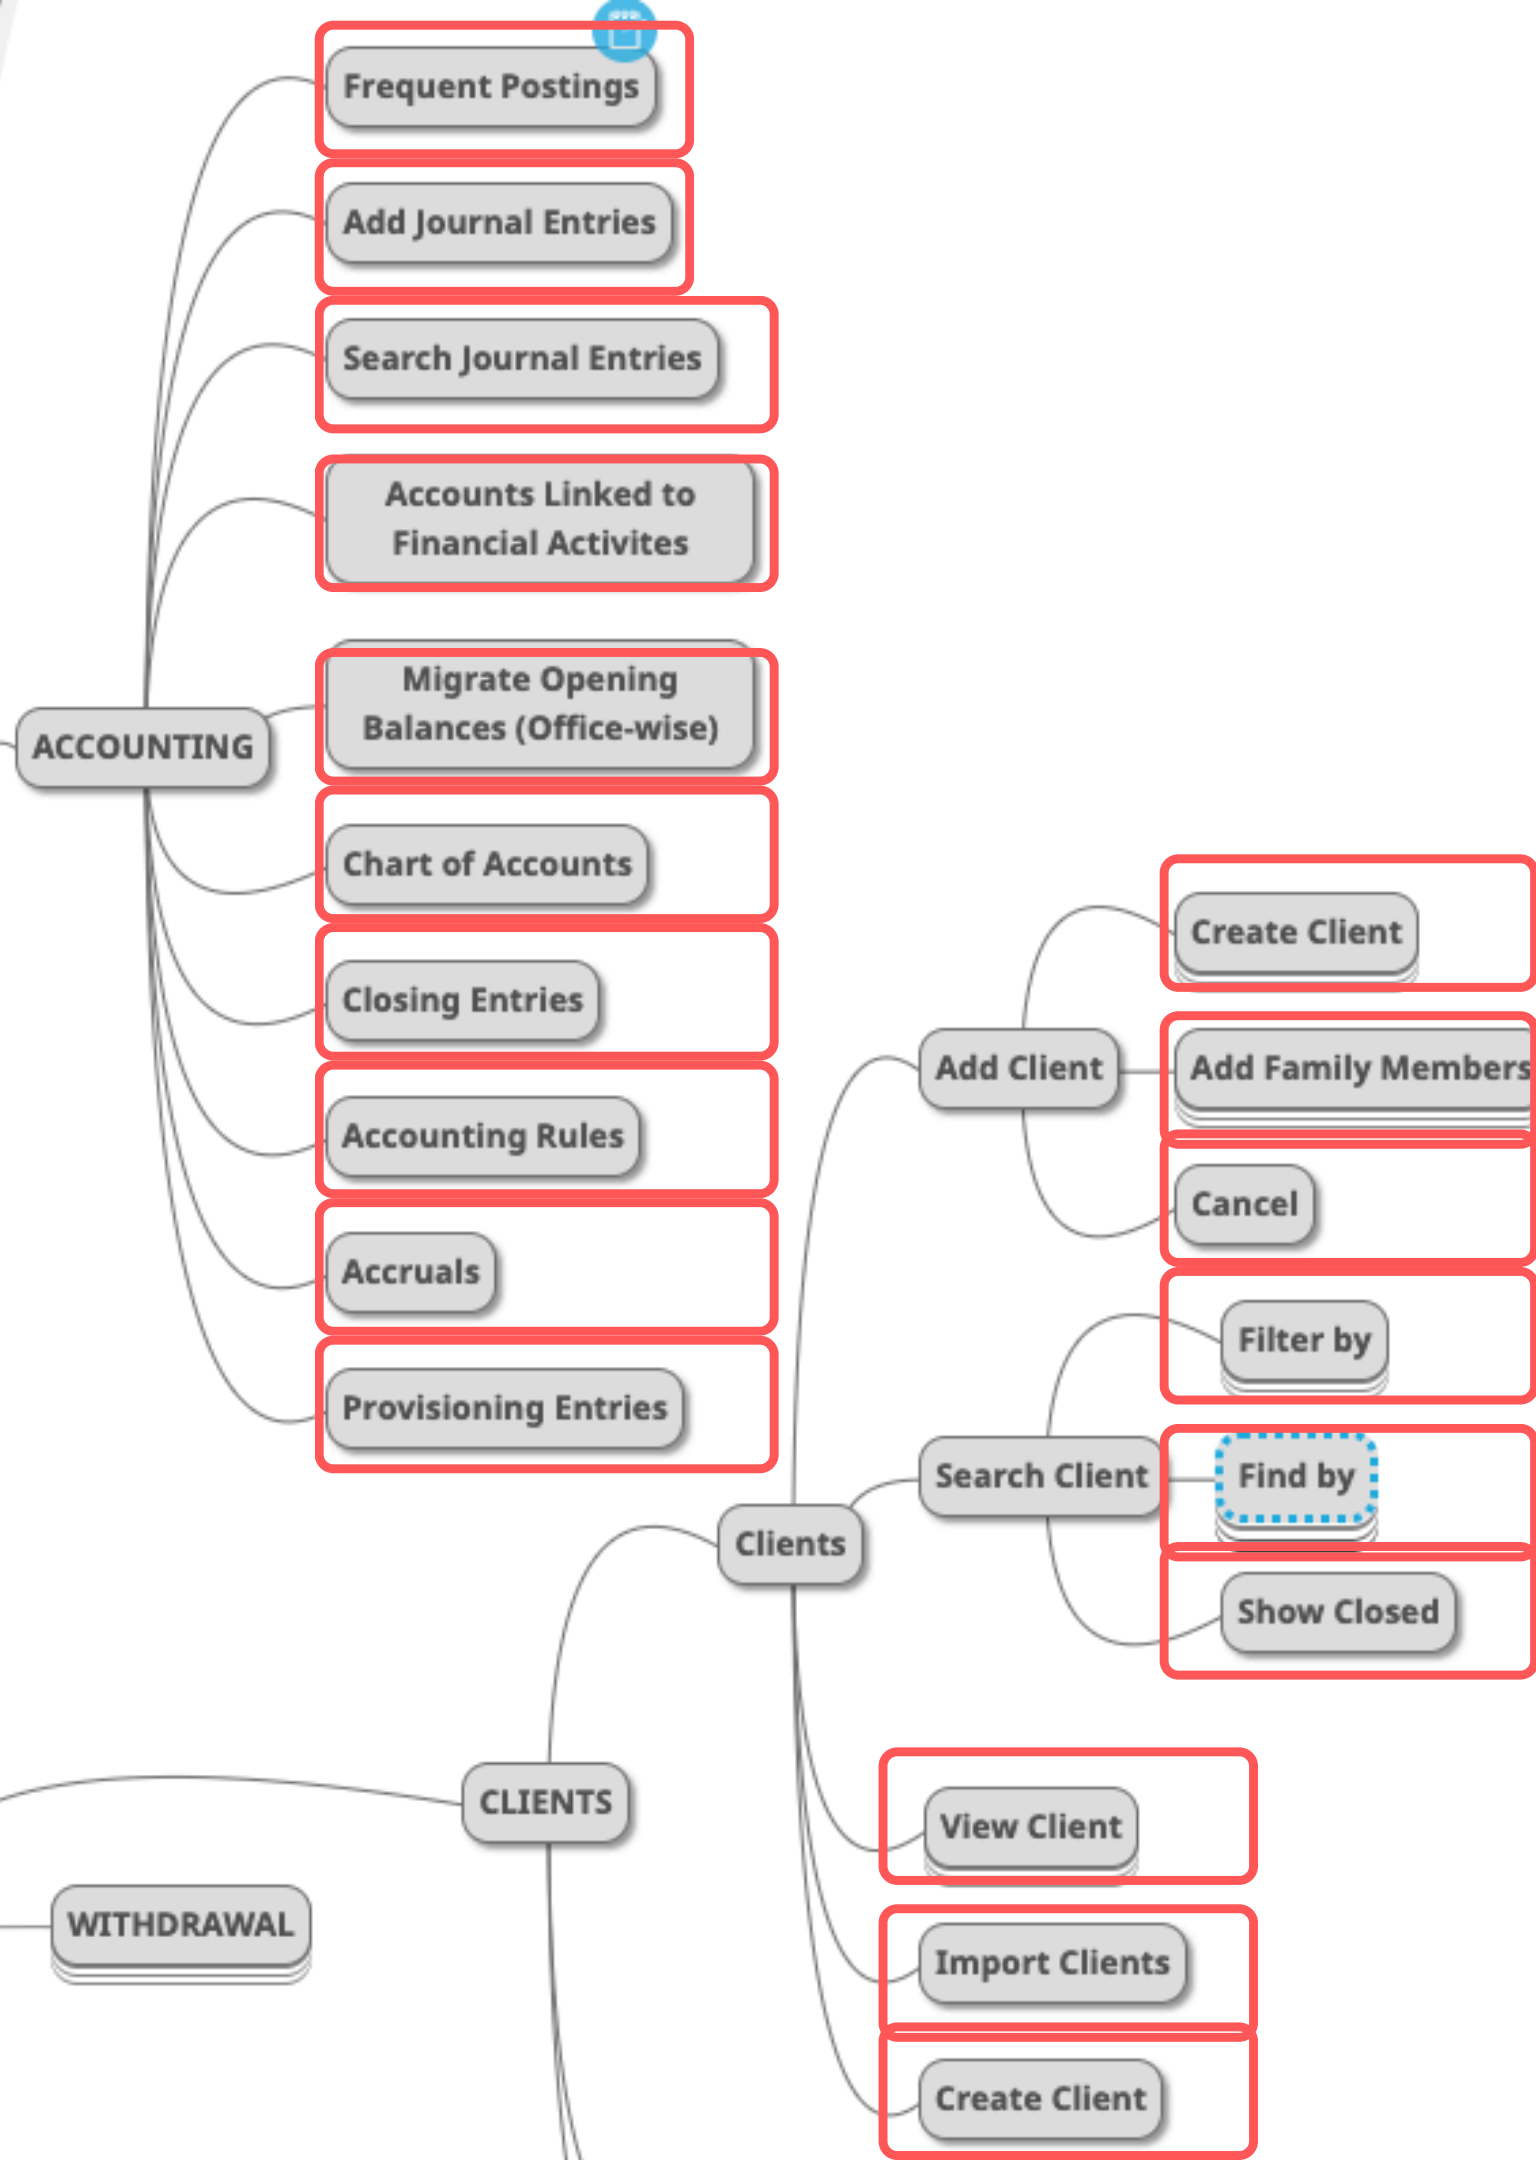 Frequent Postings
Add Journal Entries
Search Journal Entries
Accounts Linked to
Financial Activites
Migrate Opening
Balances (Office-wise)
ACCOUNTING
Chart of Accounts
Closing Entries
Accounting Rules
Accruals
Provisioning Entries
Create Client
Add Client
Add Family Members
Cancel
Filter by
Search Client
Find by
Show Closed
Clients
CLIENTS
View Client
WITHDRAWAL
Import Clients
Create Client